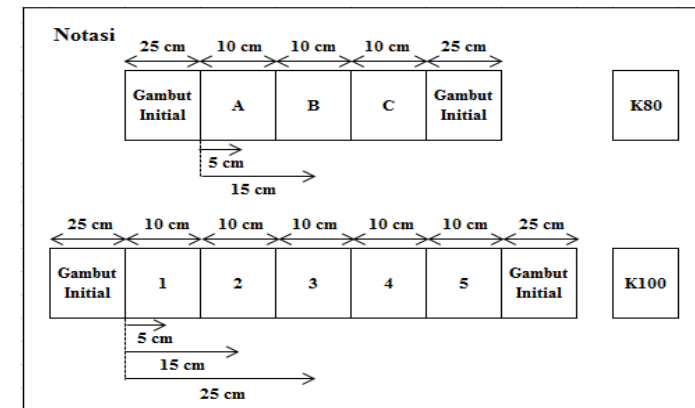 Notasi
25 cm 10 cm 10 cm 10 cm 25 cm
Gambut Initial A B C Gambut Initial K80
5 cm
15 cm
25 cm 10 cm 10 cm 10 cm 10 cm 10 cm 25 cm
Gambut Initial 1 2 3 4 5 Gambut Initial K100
5 cm
15 cm
25 cm